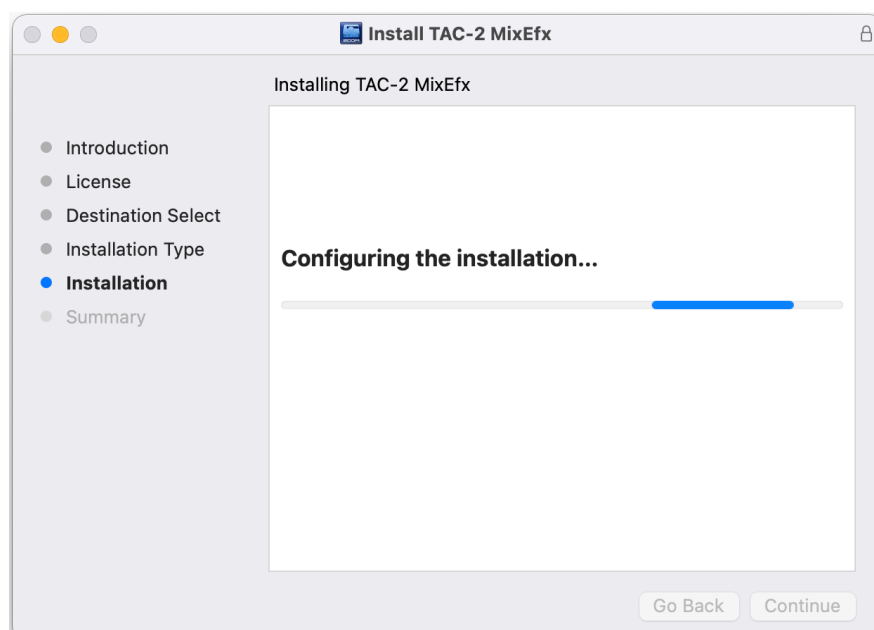 Install TAC-2 MixEfx
Installing TAC-2 MixEfx
Introduction
License
Destination Select
Installation Type
Installation
Summary
Configuring the installation...
Go Back
Continue